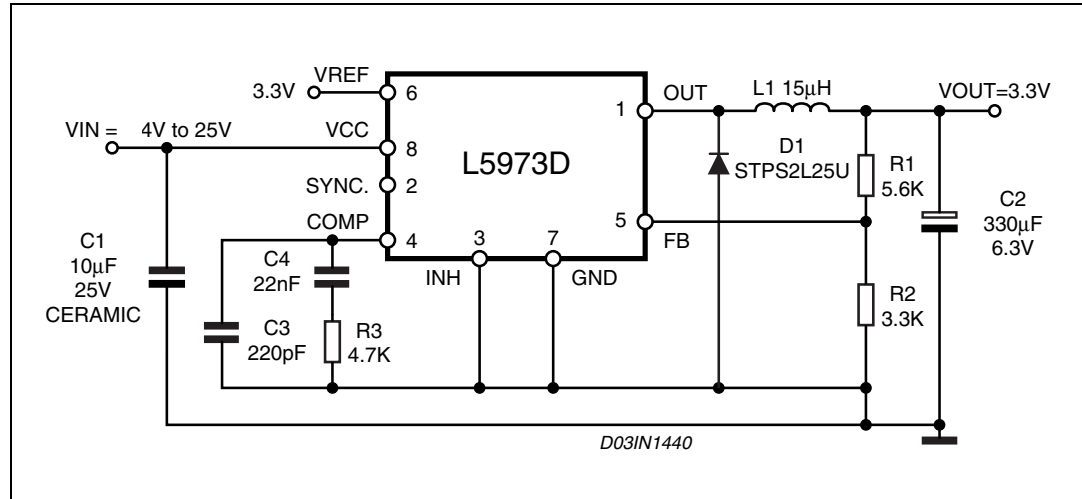 VREF
3.3V
6
VIN = 4V to 25V
VCC
8
L5973D
SYNC.
2
COMP
4
3
INH
7
GND
1
OUT
L1 15μH
VOUT=3.3V
D1
STPS2L25U
R1
5.6K
5
FB
C2
330μF
6.3V
R2
3.3K
C1
10μF
25V
CERAMIC
C4
22nF
C3
220pF
R3
4.7K
D03IN1440